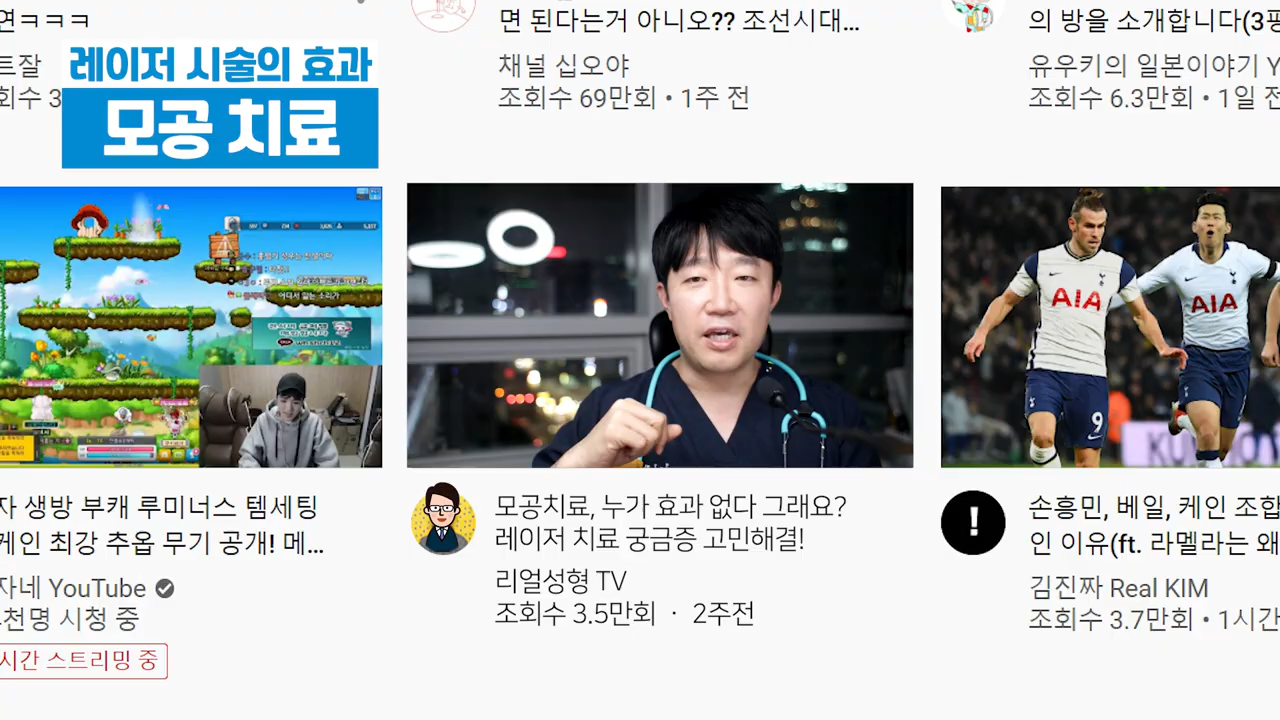 연ㅋㅋㅋ
트잘
회수 3
레이저 시술의 효과
모공 치료
면 된다는거 아니오?? 조선시대...
채널 십오야
조회수 69만회 • 1주 전
의 방을 소개합니다(3평
유우키의 일본이야기 Y
조회수 6.3만회 • 1일 전
어디서 맑는 소리가
AIA
9
AIA
자 생방 부캐 루미너스 템세팅
케인 최강 추옵 무기 공개! 메...
자네 YouTube
천명 시청 중
시간 스트리밍 중
모공치료, 누가 효과 없다 그래요?
레이저 치료 궁금증 고민해결!
리얼성형 TV
조회수 3.5만회 · 2주전
!
손흥민, 베일, 케인 조합
인 이유(ft. 라멜라는 왜
김진짜 Real KIM
조회수 3.7만회 • 1시간